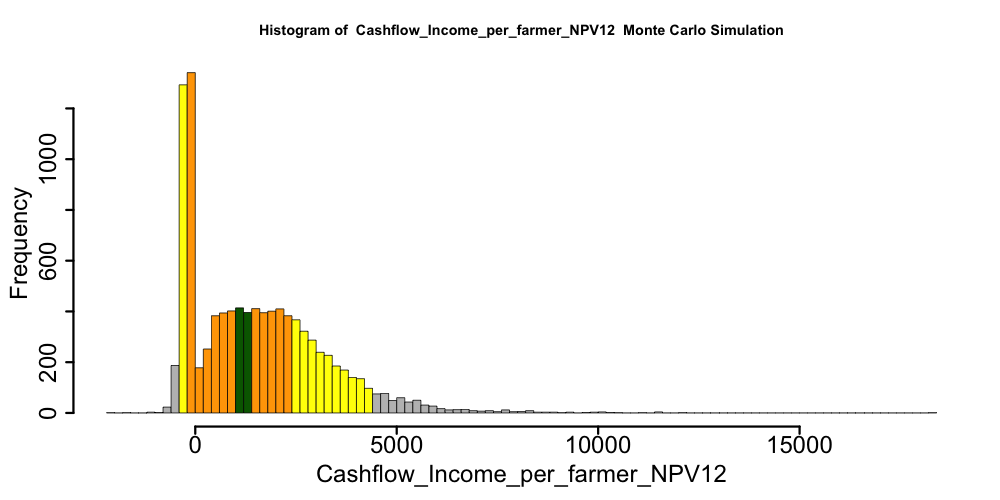 Histogram of  Cashflow_Income_per_farmer_NPV12  Monte Carlo Simulation
Frequency
1000
600
200
0
0 5000 10000 15000
Cashflow_Income_per_farmer_NPV12